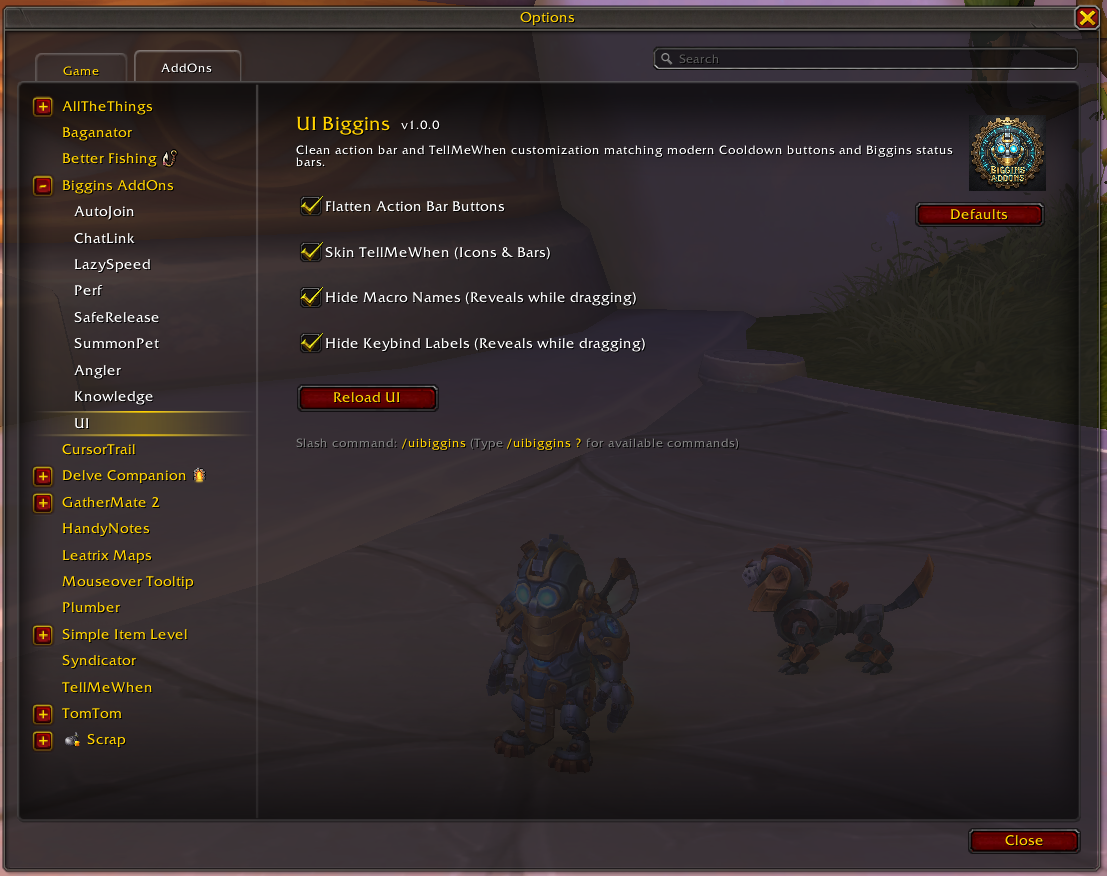 Options
Game
AddOns
Search
AllTheThings
Baganator
Better Fishing
Biggins AddOns
AutoJoin
ChatLink
LazySpeed
Perf
SafeRelease
SummonPet
Angler
Knowledge
UI
CursorTrail
Delve Companion
GatherMate 2
HandyNotes
Leatrix Maps
Mouseover Tooltip
Plumber
Simple Item Level
Syndicator
TellMeWhen
TomTom
Scrap
UI Biggins v1.0.0
Clean action bar and TellMeWhen customization matching modern Cooldown buttons and Biggins status
bars.
BIGGINS
ADDONS
Defaults
Flatten Action Bar Buttons
Skin TellMeWhen (Icons & Bars)
Hide Macro Names (Reveals while dragging)
Hide Keybind Labels (Reveals while dragging)
Reload UI
Slash command: /uibiggins (Type /uibiggins ? for available commands)
Close